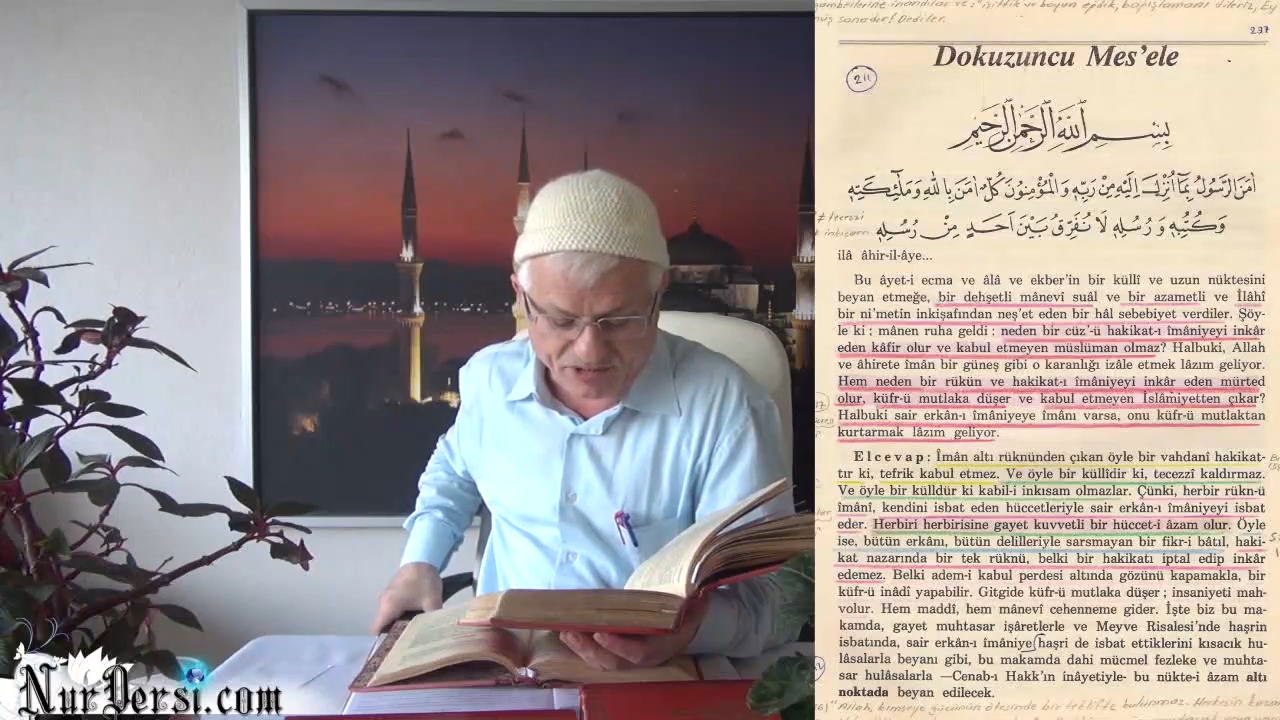 237
Dokuzuncu Mes'ele
211
بِسْمِ اللّٰهِ الرَّحْمٰنِ الرَّحِيمِ
اٰمَنَ الرَّسُولُ بِمَٓا اُنْزِلَ اِلَيْهِ مِنْ رَبِّهِ وَالْمُؤْمِنُونَ كُلٌّ اٰمَنَ بِاللّٰهِ وَمَلٰٓئِكَتِهِ
وَكُتُبِهِ وَرُسُلِهِ لَا نُفَرِّقُ بَيْنَ اَحَدٍ مِنْ رُسُلِهِ
ilâ âhir-il-âye...
Bu âyet-i ecma ve âlâ ve ekber'in bir küllî ve uzun nüktesini
beyan etmeğe, bir dehşetli mânevi suâl ve bir azametli ve İlâhî
bir ni'metin inkişafından neş'et eden bir hâl sebebiyet verdiler. Şöy-
le ki: mânen ruha geldi: neden bir cüz'-ü hakikat-ı imâniyeyi inkâr
eden kâfir olur ve kabul etmeyen müslüman olmaz? Halbuki, Allah
ve âhirete îmân bir güneş gibi o karanlığı izâle etmek lâzım geliyor.
Hem neden bir rükün ve hakikat-ı imâniyeyi inkâr eden mürted
olur, küfr-ü mutlaka düşer ve kabul etmeyen İslâmiyetten çıkar?
Halbuki sair erkân-ı imâniyeye îmânı varsa, onu küfr-ü mutlaktan
kurtarmak lâzım geliyor.
Elcevap: Îmân altı rüknünden çıkan öyle bir vahdanî hakikat-
tır ki, tefrik kabul etmez. Ve öyle bir küllîdir ki, tecezzî kaldırmaz.
Ve öyle bir külldür ki kabil-i inkısam olmazlar. Çünki, herbir rükn-ü
îmânî, kendini isbat eden hüccetleriyle sair erkân-ı imâniyeyi isbat
eder. Herbiri herbirisine gayet kuvvetli bir hüccet-i âzam olur. Öyle
ise, bütün erkâm, bütün delilleriyle sarsmayan bir fikr-i bâtıl, haki-
kat nazarında bir tek rüknü, belki bir hakikatı iptal edip inkâr
edemez. Belki adem-i kabul perdesi altında gözünü kapamakla, bir
küfr-ü inâdî yapabilir. Gitgide küfr-ü mutlaka düşer; insaniyeti mah-
volur. Hem maddî, hem mânevî cehenneme gider. İşte biz bu ma-
kamda, gayet muhtasar işâretlerle ve Meyve Risalesi'nde haşrin
isbatında, sair erkân-ı imâniye haşri de isbat ettiklerini kısacık hu-
lâsalarla beyanı gibi, bu makamda dahi mücmel fezleke ve muhta-
sar hulâsalarla —Cenab-ı Hakk'ın inâyetiyle- bu nükte-i âzam altı
noktada beyan edilecek.
NurDersi.com